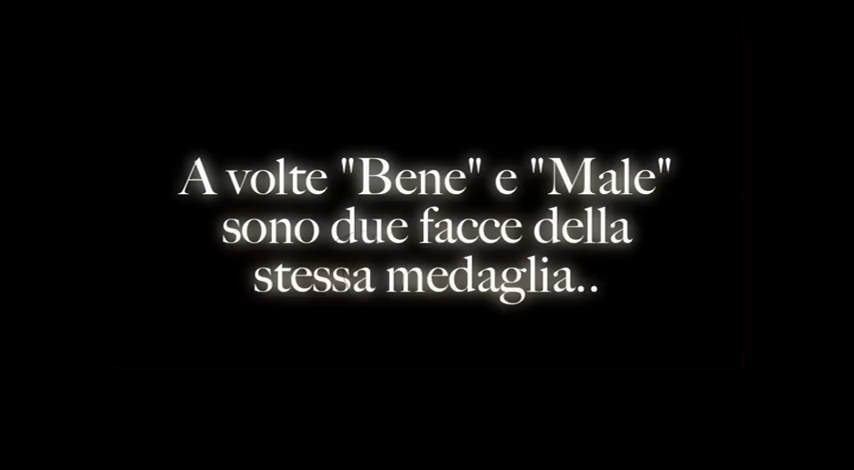 A volte "Bene" e "Male"
sono due facce della
stessa medaglia..